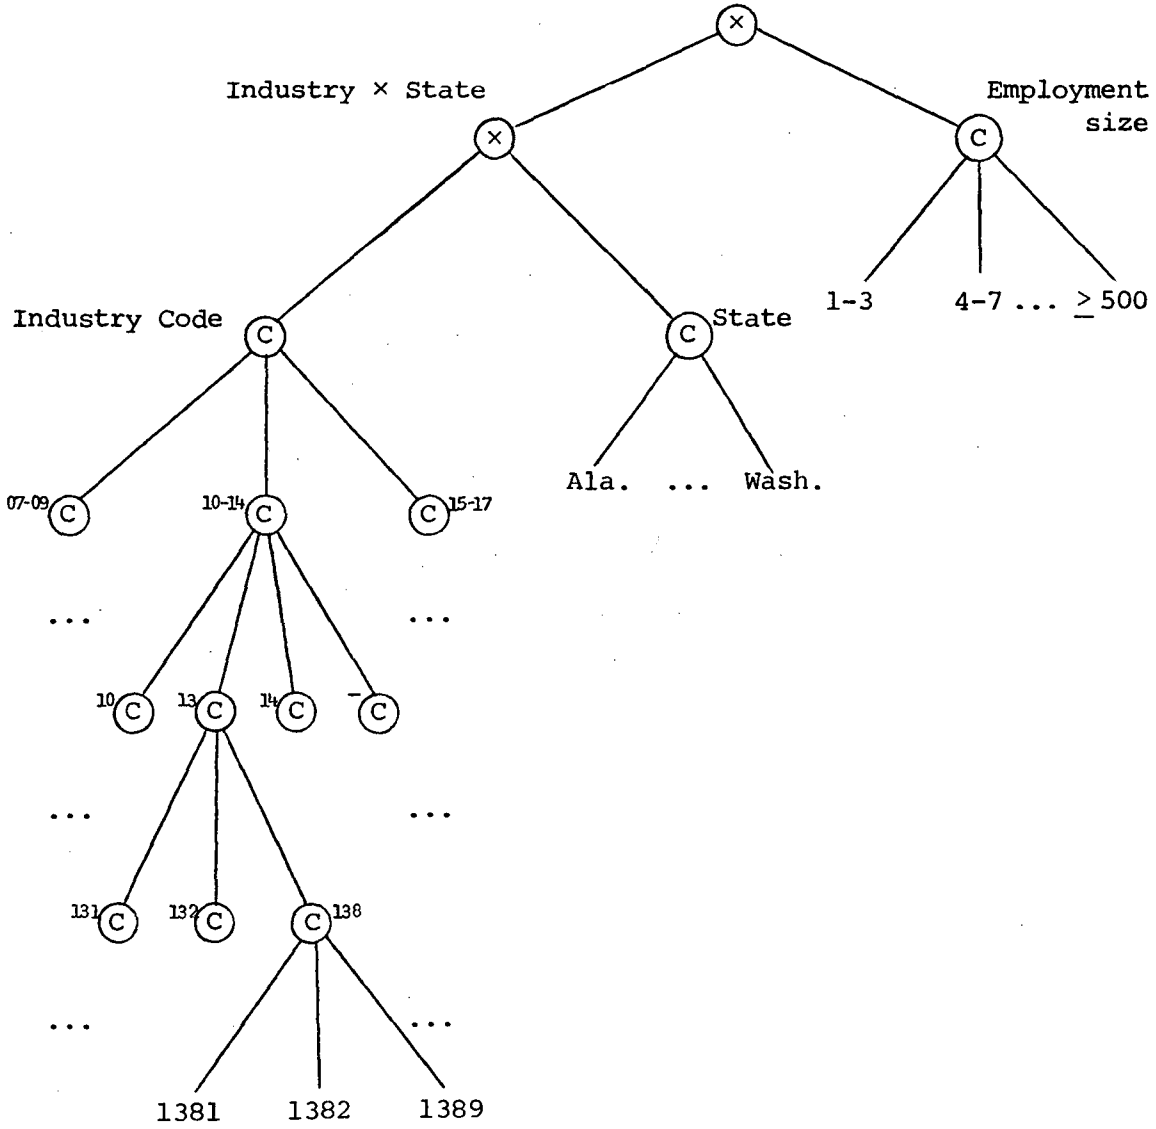 ×
Industry × State
Employment
size
×
C
1-3
4-7 ... ≥ 500
Industry Code
C
C
State
Ala. ... Wash.
07-09
C
10-14
C
C
15-17
...
...
10
C
13
C
14
C
–
C
...
...
131
C
132
C
C
138
...
...
1381
1382
1389